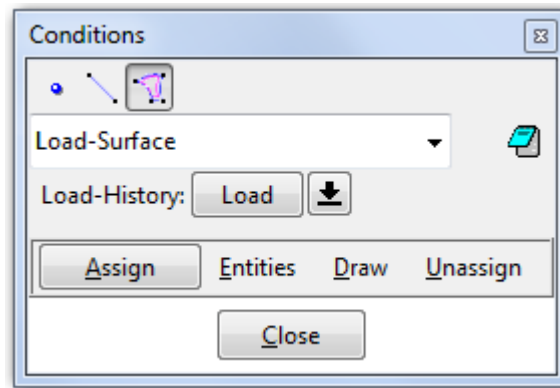 Conditions
Load-Surface
Load-History: Load
Assign Entities Draw Unassign
Close